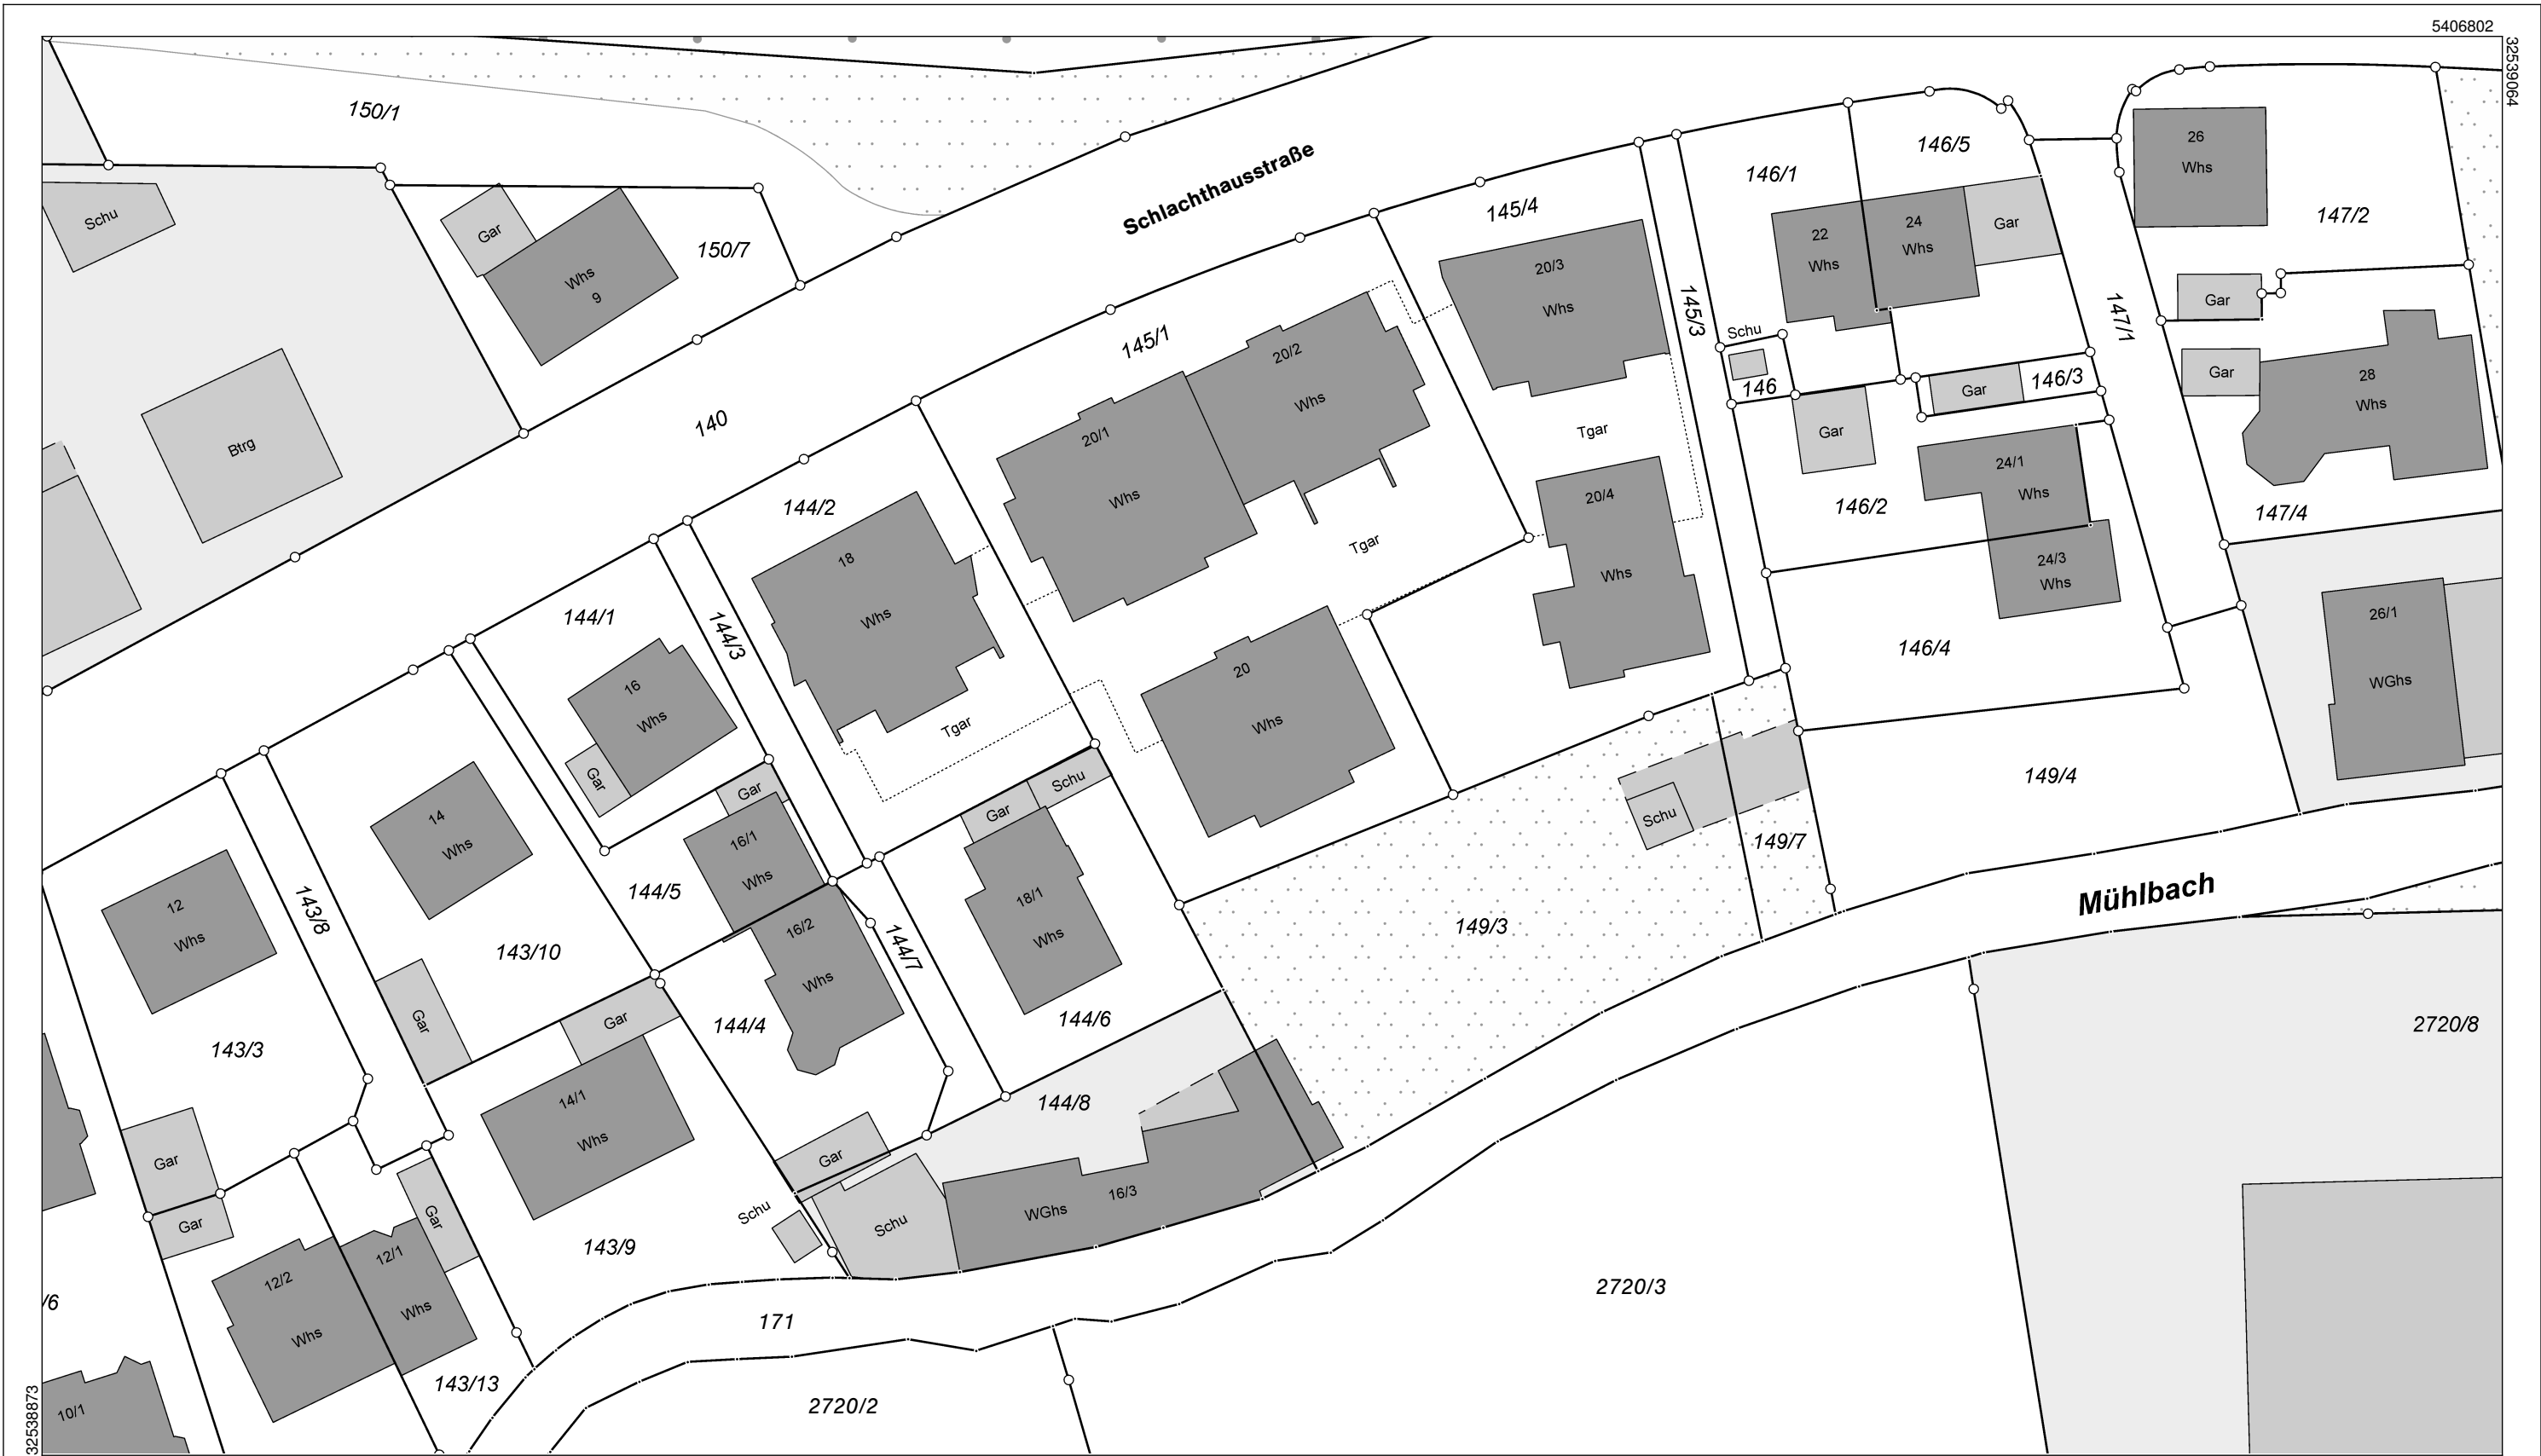 5406802
32539064
150/1
Schu
Gar
Whs
9
150/7
Btrg
Schlachthausstraße
140
145/4
145/1
20/3
Whs
145/3
146/1
146/5
22
Whs
24
Whs
Gar
147/1
26
Whs
147/2
Gar
Gar
28
Whs
147/4
Schu
146
Gar
146/3
Gar
146/2
24/1
Whs
24/3
Whs
146/4
26/1
WGhs
20/1
Whs
20/2
Whs
Tgar
Tgar
20/4
Whs
144/2
18
Whs
Tgar
20
Whs
144/1
144/3
16
Whs
Gar
Gar
Gar
Schu
16/1
Whs
144/5
14
Whs
143/10
143/8
12
Whs
143/3
Gar
Gar
16/2
Whs
144/7
18/1
Whs
144/6
144/4
144/8
149/3
Schu
149/7
149/4
Mühlbach
2720/8
Gar
Gar
14/1
Whs
143/9
Gar
Schu
Schu
WGhs
16/3
Gar
12/2
Whs
12/1
Whs
143/13
/6
10/1
171
2720/2
2720/3
32538873